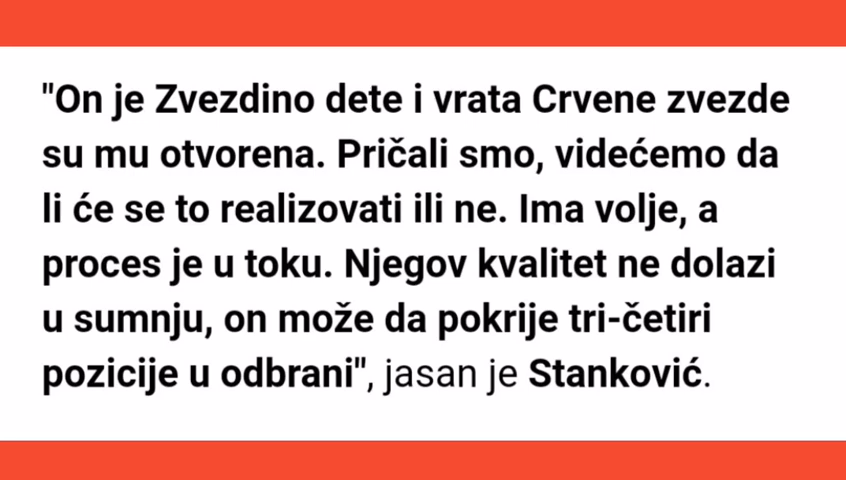 "On je Zvezdino dete i vrata Crvene zvezde
su mu otvorena. Pričali smo, videćemo da
li će se to realizovati ili ne. Ima volje, a
proces je u toku. Njegov kvalitet ne dolazi
u sumnju, on može da pokrije tri-četiri
pozicije u odbrani", jasan je Stanković.